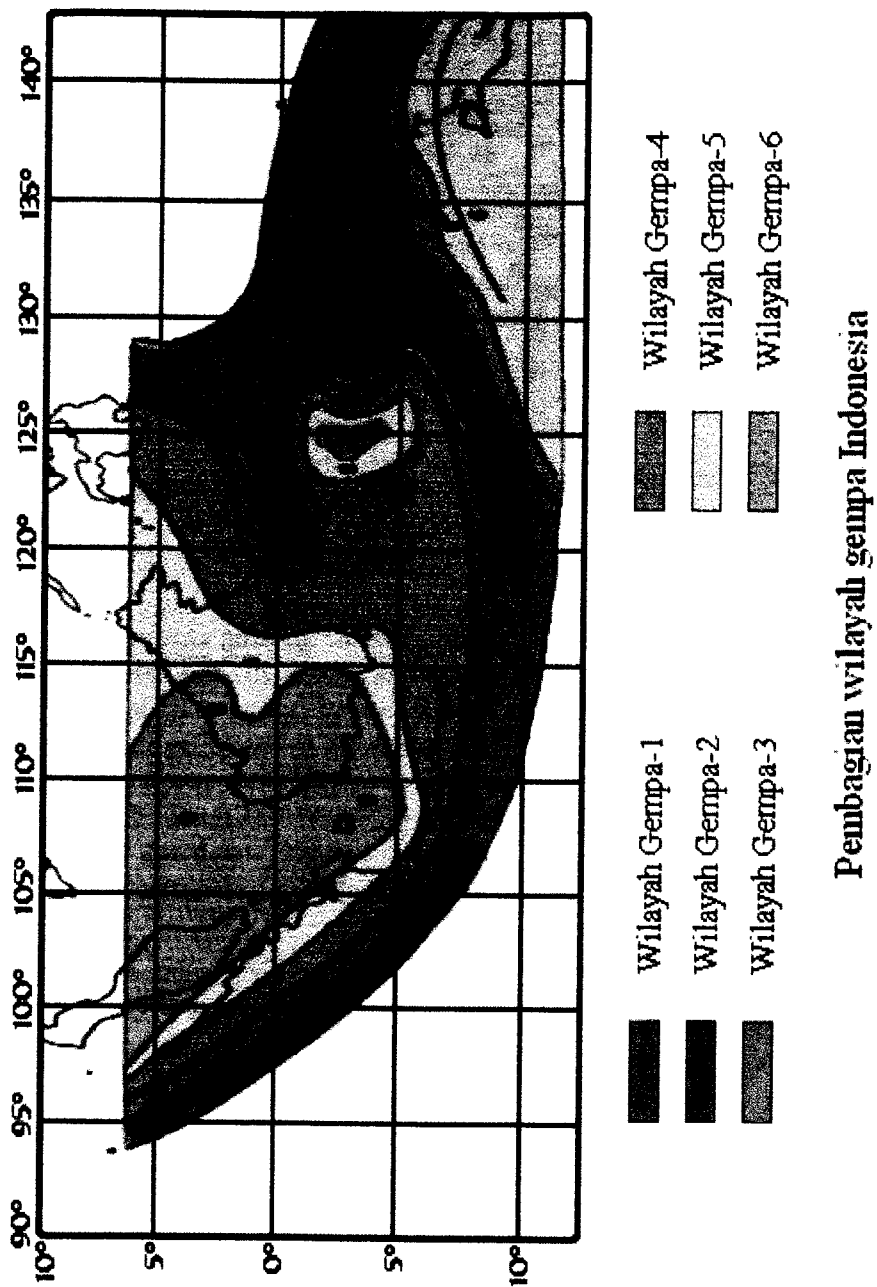 90° 95° 100° 105° 110° 115° 120° 125° 130° 135° 140°
10°
5°
0°
5°
10°
Wilayah Gempa-1
Wilayah Gempa-2
Wilayah Gempa-3
Wilayah Gempa-4
Wilayah Gempa-5
Wilayah Gempa-6
Pembagian wilayah gempa Indonesia